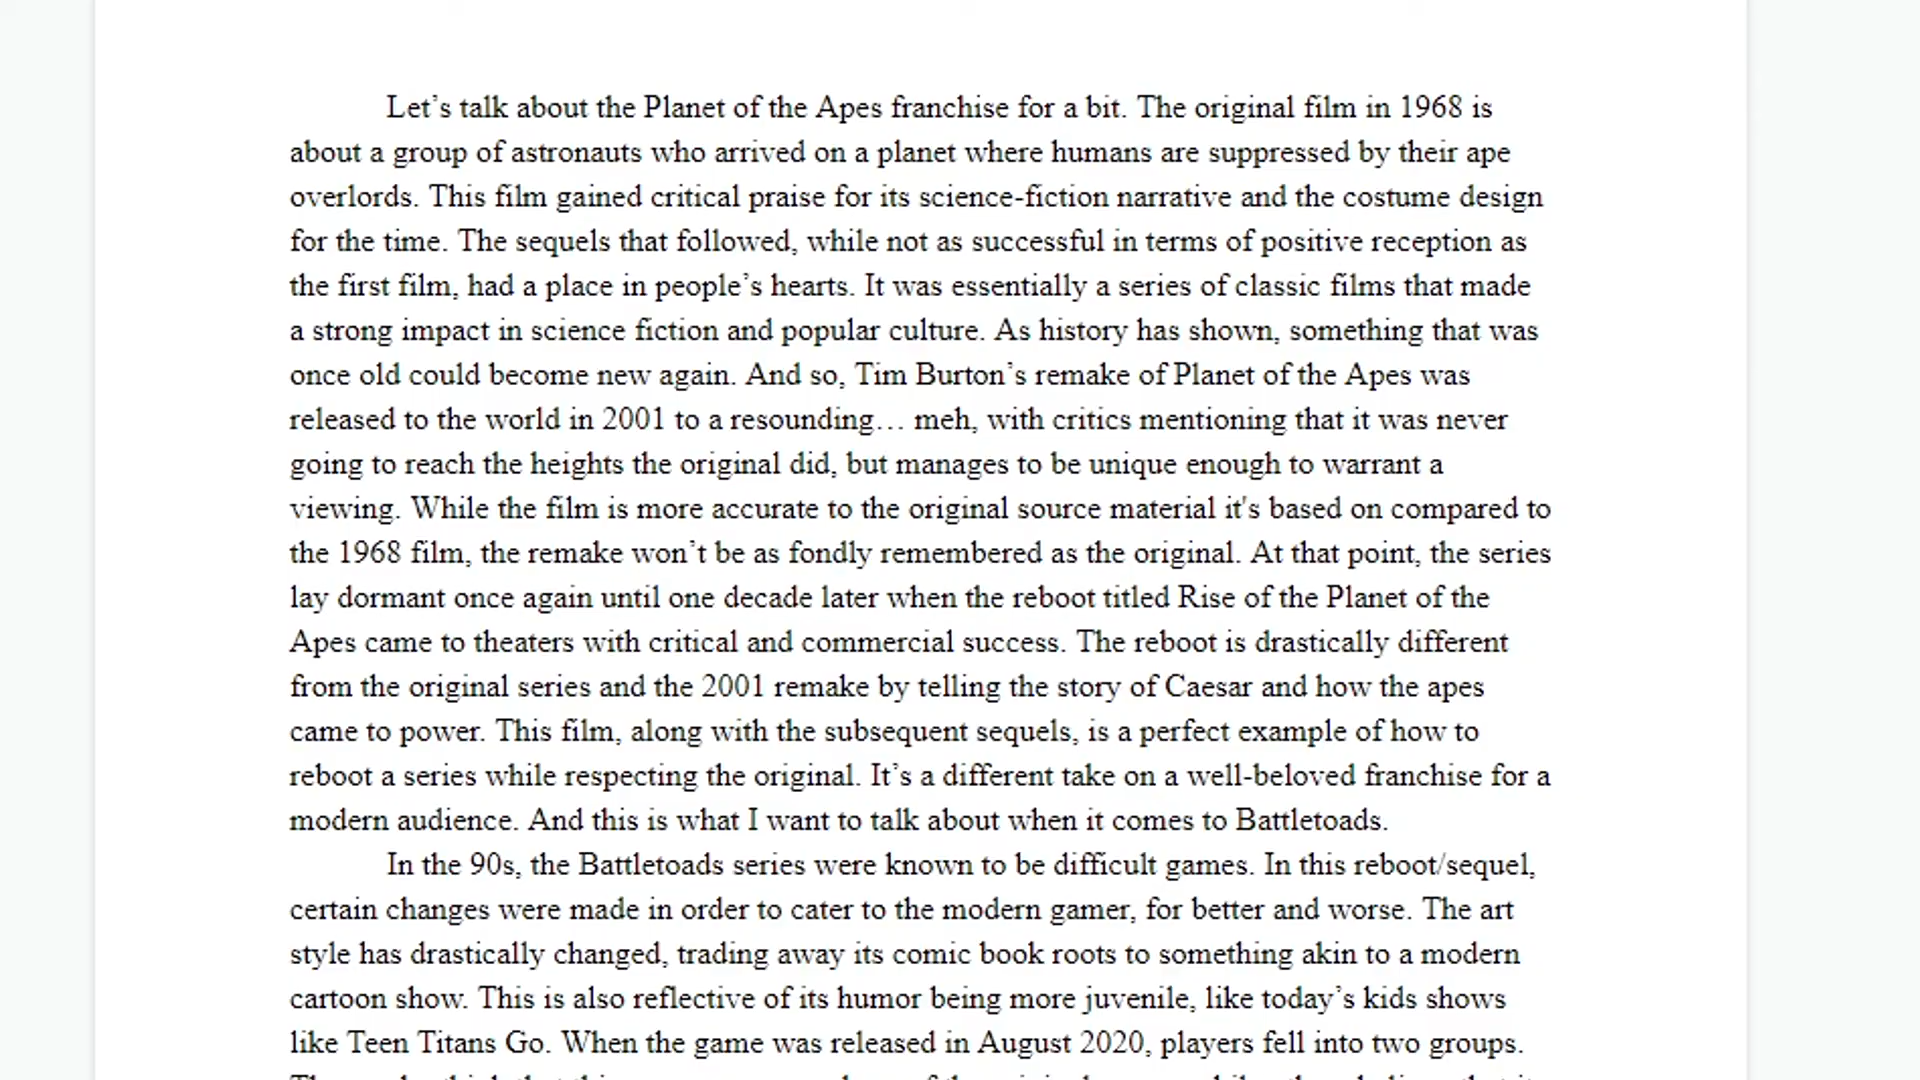 Let’s talk about the Planet of the Apes franchise for a bit. The original film in 1968 is
about a group of astronauts who arrived on a planet where humans are suppressed by their ape
overlords. This film gained critical praise for its science-fiction narrative and the costume design
for the time. The sequels that followed, while not as successful in terms of positive reception as
the first film, had a place in people’s hearts. It was essentially a series of classic films that made
a strong impact in science fiction and popular culture. As history has shown, something that was
once old could become new again. And so, Tim Burton’s remake of Planet of the Apes was
released to the world in 2001 to a resounding… meh, with critics mentioning that it was never
going to reach the heights the original did, but manages to be unique enough to warrant a
viewing. While the film is more accurate to the original source material it's based on compared to
the 1968 film, the remake won’t be as fondly remembered as the original. At that point, the series
lay dormant once again until one decade later when the reboot titled Rise of the Planet of the
Apes came to theaters with critical and commercial success. The reboot is drastically different
from the original series and the 2001 remake by telling the story of Caesar and how the apes
came to power. This film, along with the subsequent sequels, is a perfect example of how to
reboot a series while respecting the original. It’s a different take on a well-beloved franchise for a
modern audience. And this is what I want to talk about when it comes to Battletoads.
In the 90s, the Battletoads series were known to be difficult games. In this reboot/sequel,
certain changes were made in order to cater to the modern gamer, for better and worse. The art
style has drastically changed, trading away its comic book roots to something akin to a modern
cartoon show. This is also reflective of its humor being more juvenile, like today’s kids shows
like Teen Titans Go. When the game was released in August 2020, players fell into two groups.